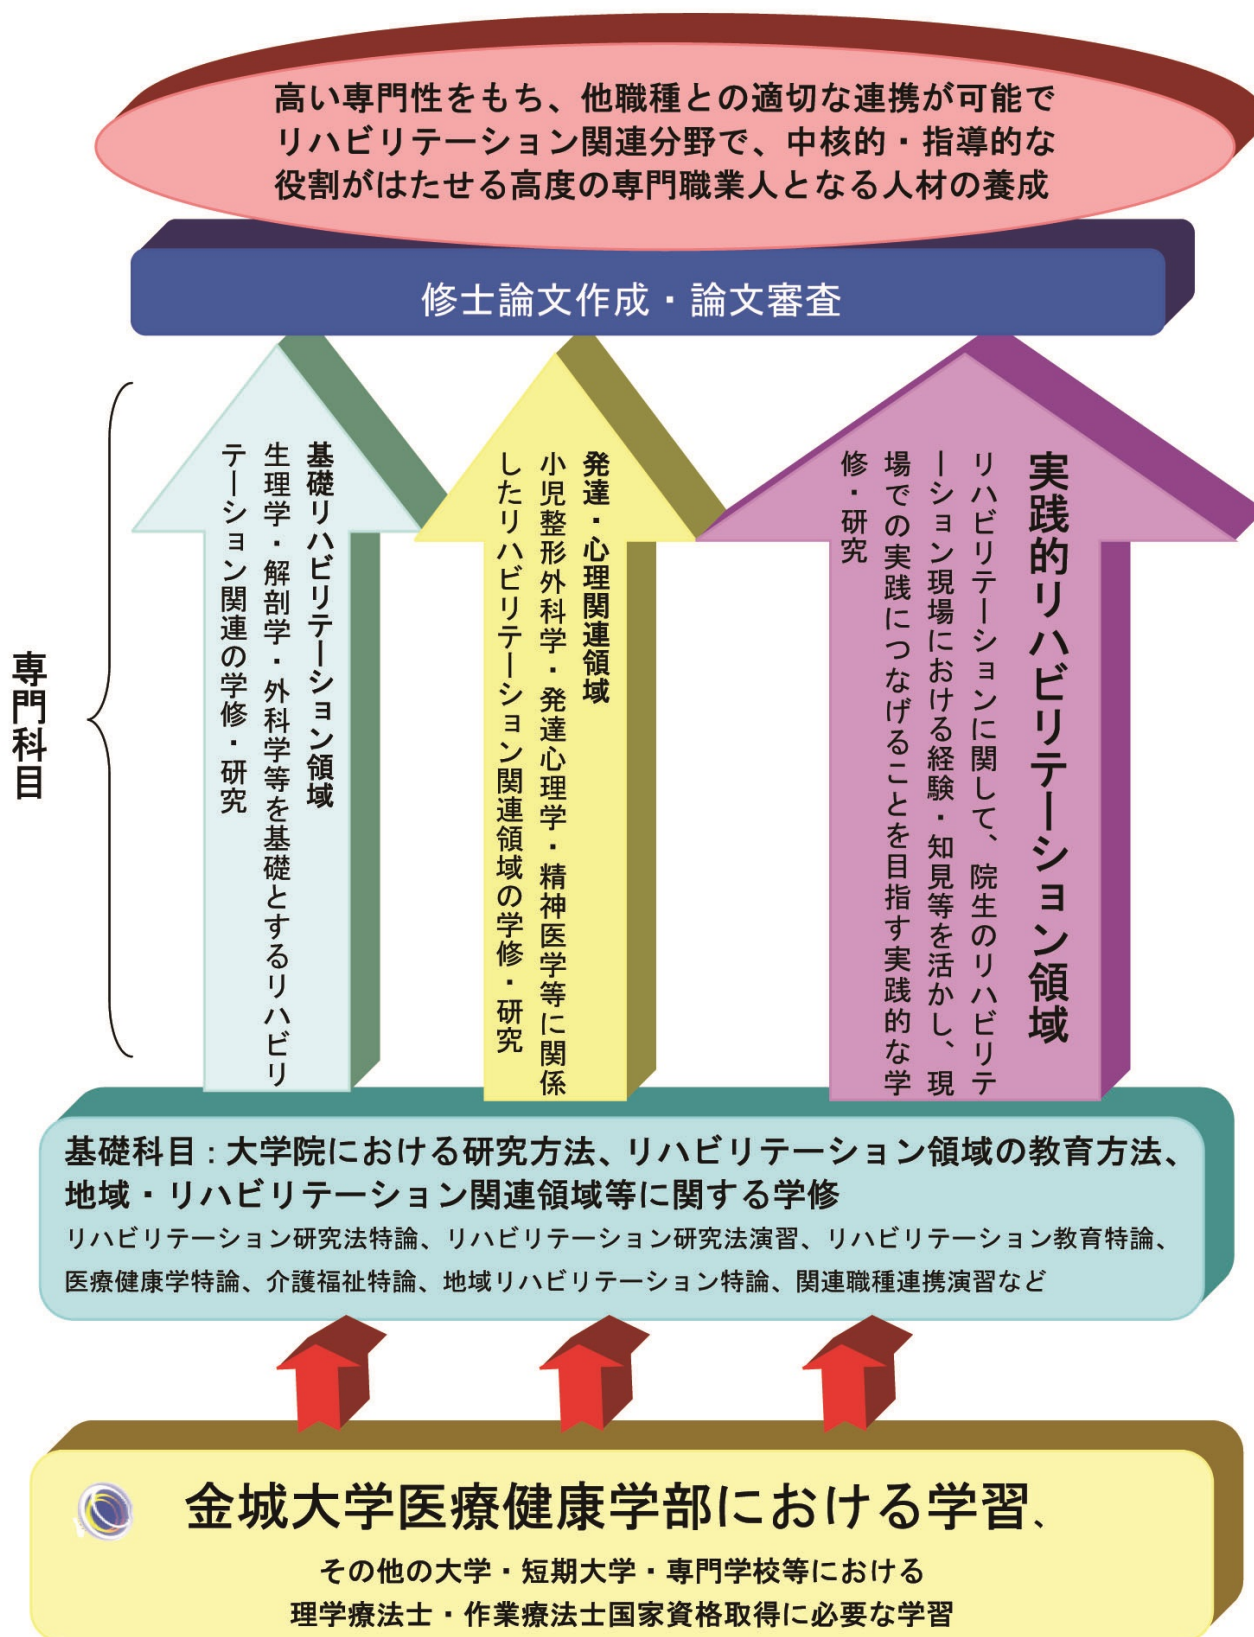 高い専門性をもち、他職種との適切な連携が可能で
リハビリテーション関連分野で、中核的・指導的な
役割がはたせる高度の専門職業人となる人材の養成
修士論文作成・論文審査
専門科目
基礎リハビリテーション領域
生理学・解剖学・外科学等を基礎とするリハビリ
テーション関連の学修・研究
発達・心理関連領域
小児整形外科学・発達心理学・精神医学等に関係
したリハビリテーション関連領域の学修・研究
実践的リハビリテーション領域
リハビリテーションに関して、院生のリハビリテ
ーション現場における経験・知見等を活かし、現
場での実践につなげることを目指す実践的な学
修・研究
基礎科目：大学院における研究方法、リハビリテーション領域の教育方法、
地域・リハビリテーション関連領域等に関する学修
リハビリテーション研究法特論、リハビリテーション研究法演習、リハビリテーション教育特論、
医療健康学特論、介護福祉特論、地域リハビリテーション特論、関連職種連携演習など
金城大学医療健康学部における学習、
その他の大学・短期大学・専門学校等における
理学療法士・作業療法士国家資格取得に必要な学習